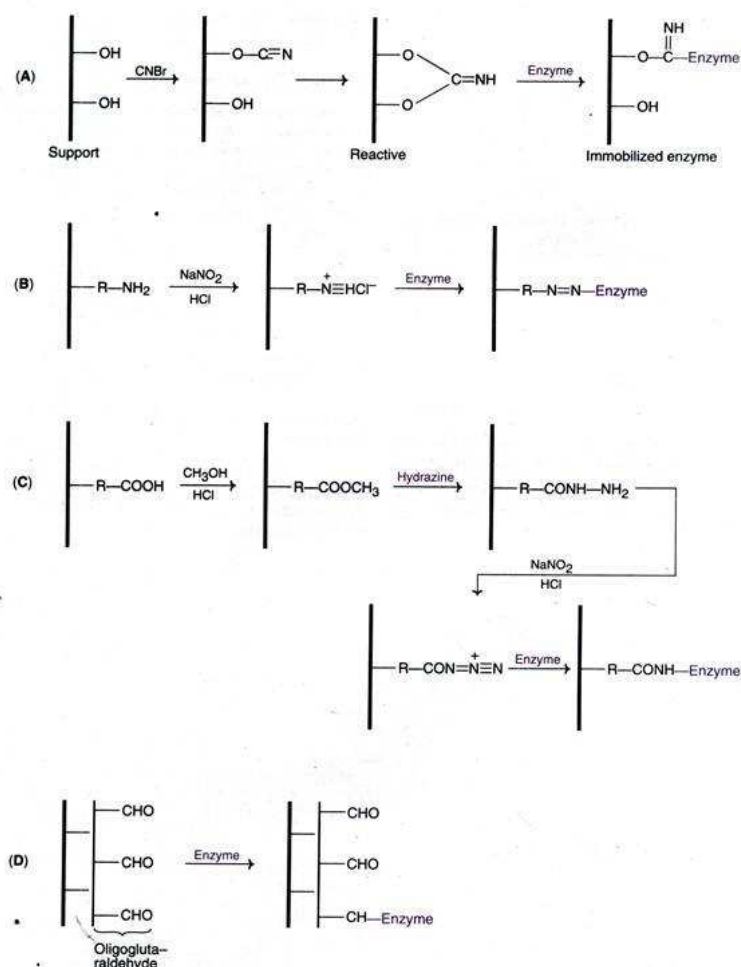 (A)
OH
OH
Support
CNBr
O—C≡N
OH
O
O
C=NH
Reactive
Enzyme
NH
O—C—Enzyme
OH
Immobilized enzyme
(B)
R—NH₂
NaNO₂
HCl
+
R—N≡HCl⁻
Enzyme
R—N=N—Enzyme
(C)
R—COOH
CH₃OH
HCl
R—COOCH₃
Hydrazine
R—CONH—NH₂
NaNO₂
HCl
+
R—CON=N≡N
Enzyme
R—CONH—Enzyme
(D)
CHO
CHO
CHO
Oligogluta–
raldehyde
Enzyme
CHO
CHO
CH—Enzyme